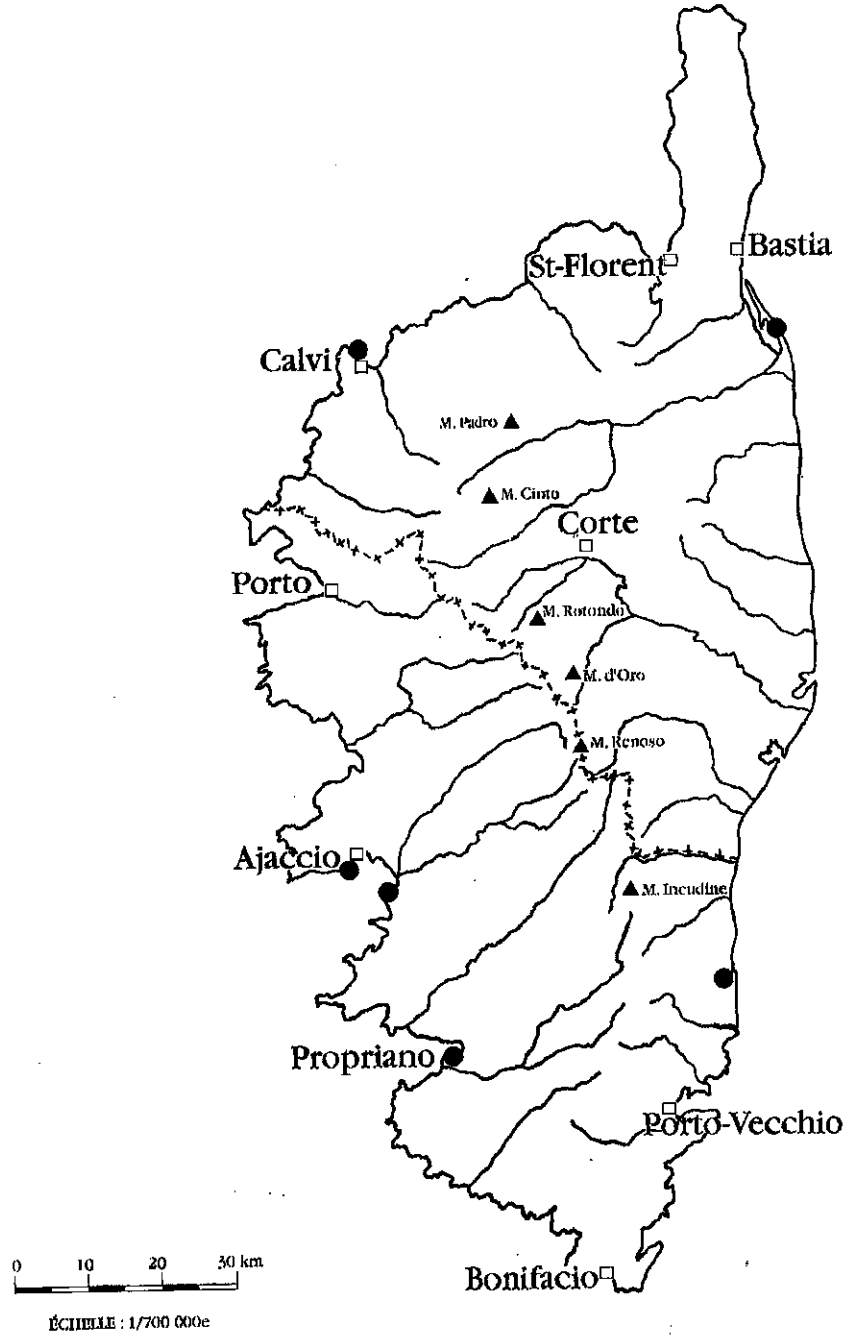 Bastia
St-Florent
Calvi
M. Padro
M. Cinto
Corte
Porto
M. Rotondo
M. d'Oro
M. Renoso
Ajaccio
M. Incudine
Propriano
Porto-Vecchio
0 10 20 30 km
Bonifacio
ÉCHELLE : 1/700 000e